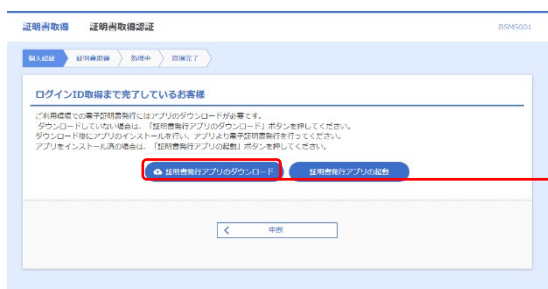 証明書取得 証明書取得認証 BSMS001
個人認証 証明書取得 処理中 取得完了
ログインID取得まで完了しているお客様
ご利用環境での電子証明書発行にはアプリのダウンロードが必要です。
ダウンロードしていない場合は、「証明書発行アプリのダウンロード」ボタンを押してください。
ダウンロード後にアプリのインストールを行い、アプリより電子証明書発行を行ってください。
アプリをインストール済の場合は、「証明書発行アプリの起動」ボタンを押してください。
証明書発行アプリのダウンロード 証明書発行アプリの起動
中断